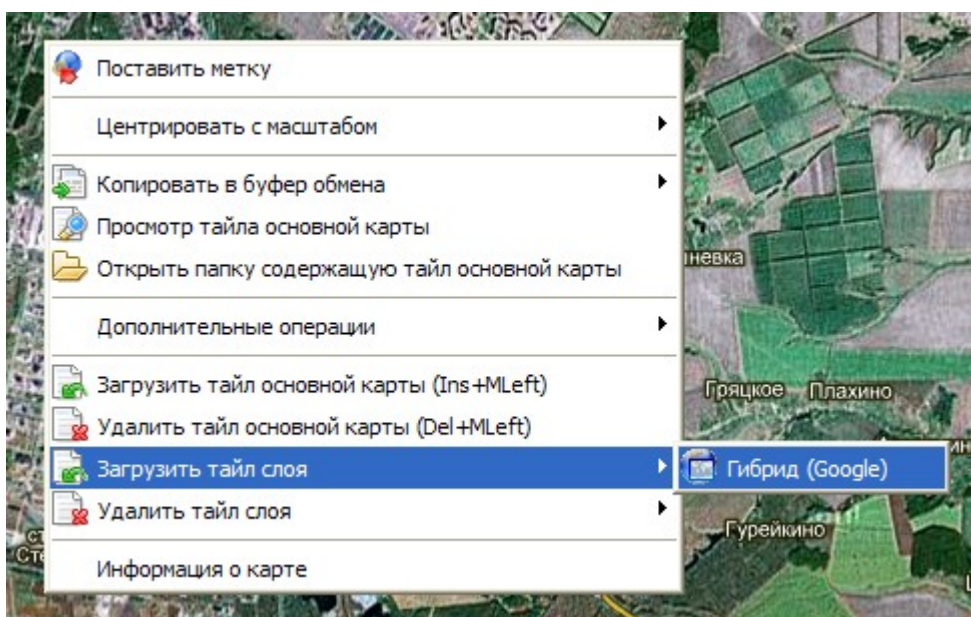 Поставить метку
Центрировать с масштабом
Копировать в буфер обмена
Просмотр тайла основной карты
Открыть папку содержащую тайл основной карты
Дополнительные операции
Загрузить тайл основной карты (Ins+MLeft)
Удалить тайл основной карты (Del+MLeft)
Загрузить тайл слоя
Гибрид (Google)
Удалить тайл слоя
Информация о карте
невка
Гряцкое Плахино
Гурейкино